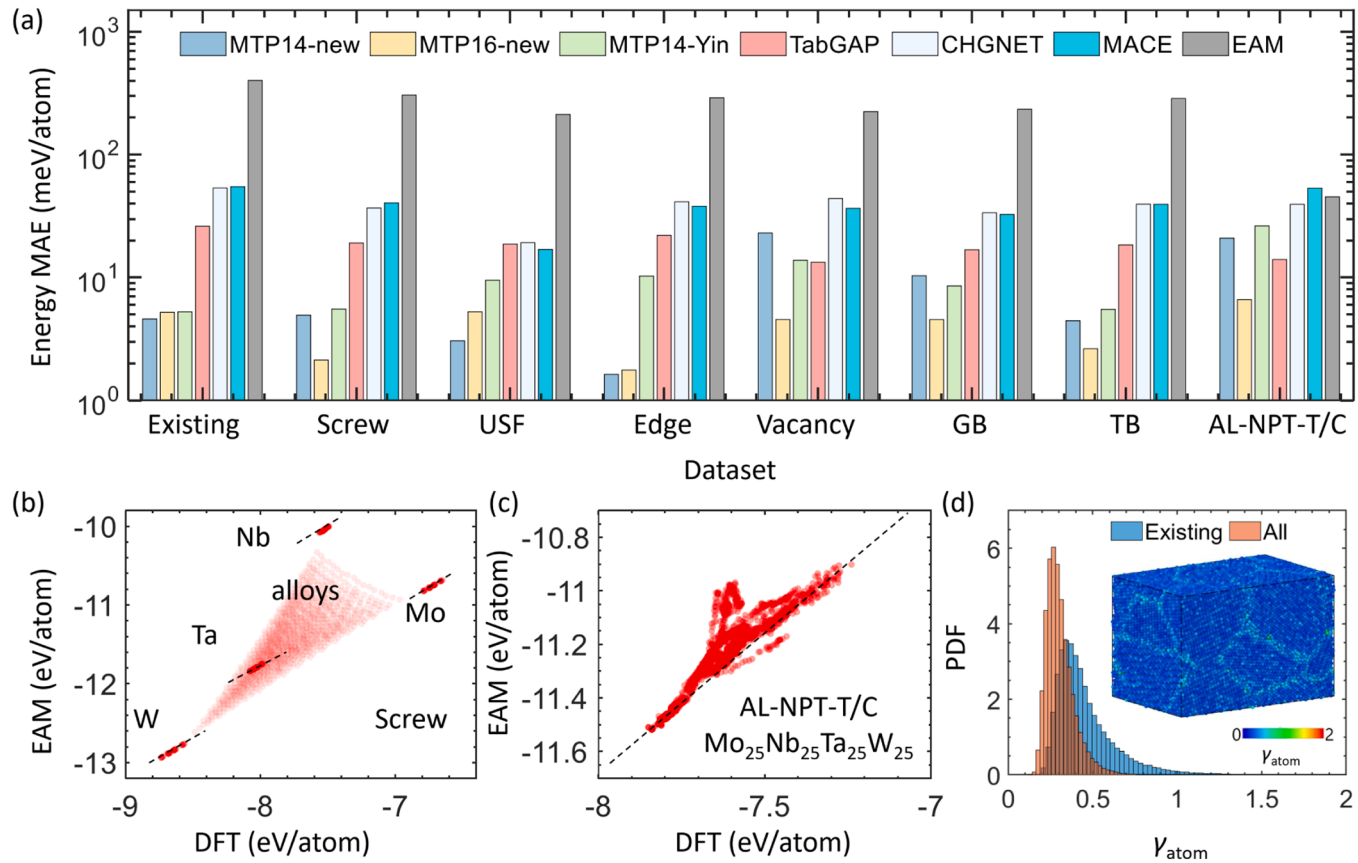 (a)
10³
10²
10¹
10⁰
Energy MAE (meV/atom)
MTP14-new MTP16-new MTP14-Yin TabGAP CHGNET MACE EAM
Existing Screw USF Edge Vacancy GB TB AL-NPT-T/C
Dataset
(b)
-10
-11
-12
-13
EAM (eV/atom)
Nb
alloys
Mo
Ta
W
Screw
-9 -8 -7
DFT (eV/atom)
(c)
-10.8
-11
-11.2
-11.4
-11.6
EAM (eV/atom)
AL-NPT-T/C
Mo₂₅Nb₂₅Ta₂₅W₂₅
-8 -7.5 -7
DFT (eV/atom)
(d)
6
4
2
0
PDF
Existing All
0 2
γatom
0 0.5 1 1.5 2
γatom